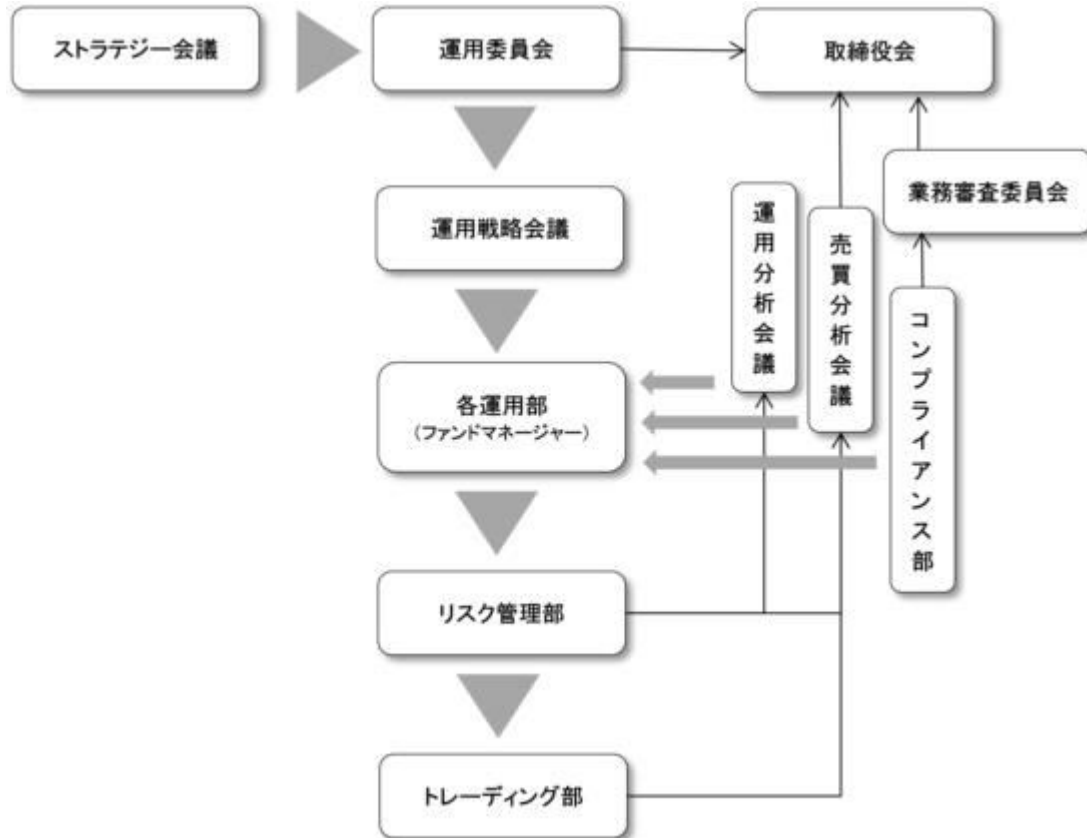 ストラテジー会議
運用委員会
取締役会
業務審査委員会
運用戦略会議
運用分析会議
売買分析会議
コンプライアンス部
各運用部
（ファンドマネージャー）
リスク管理部
トレーディング部